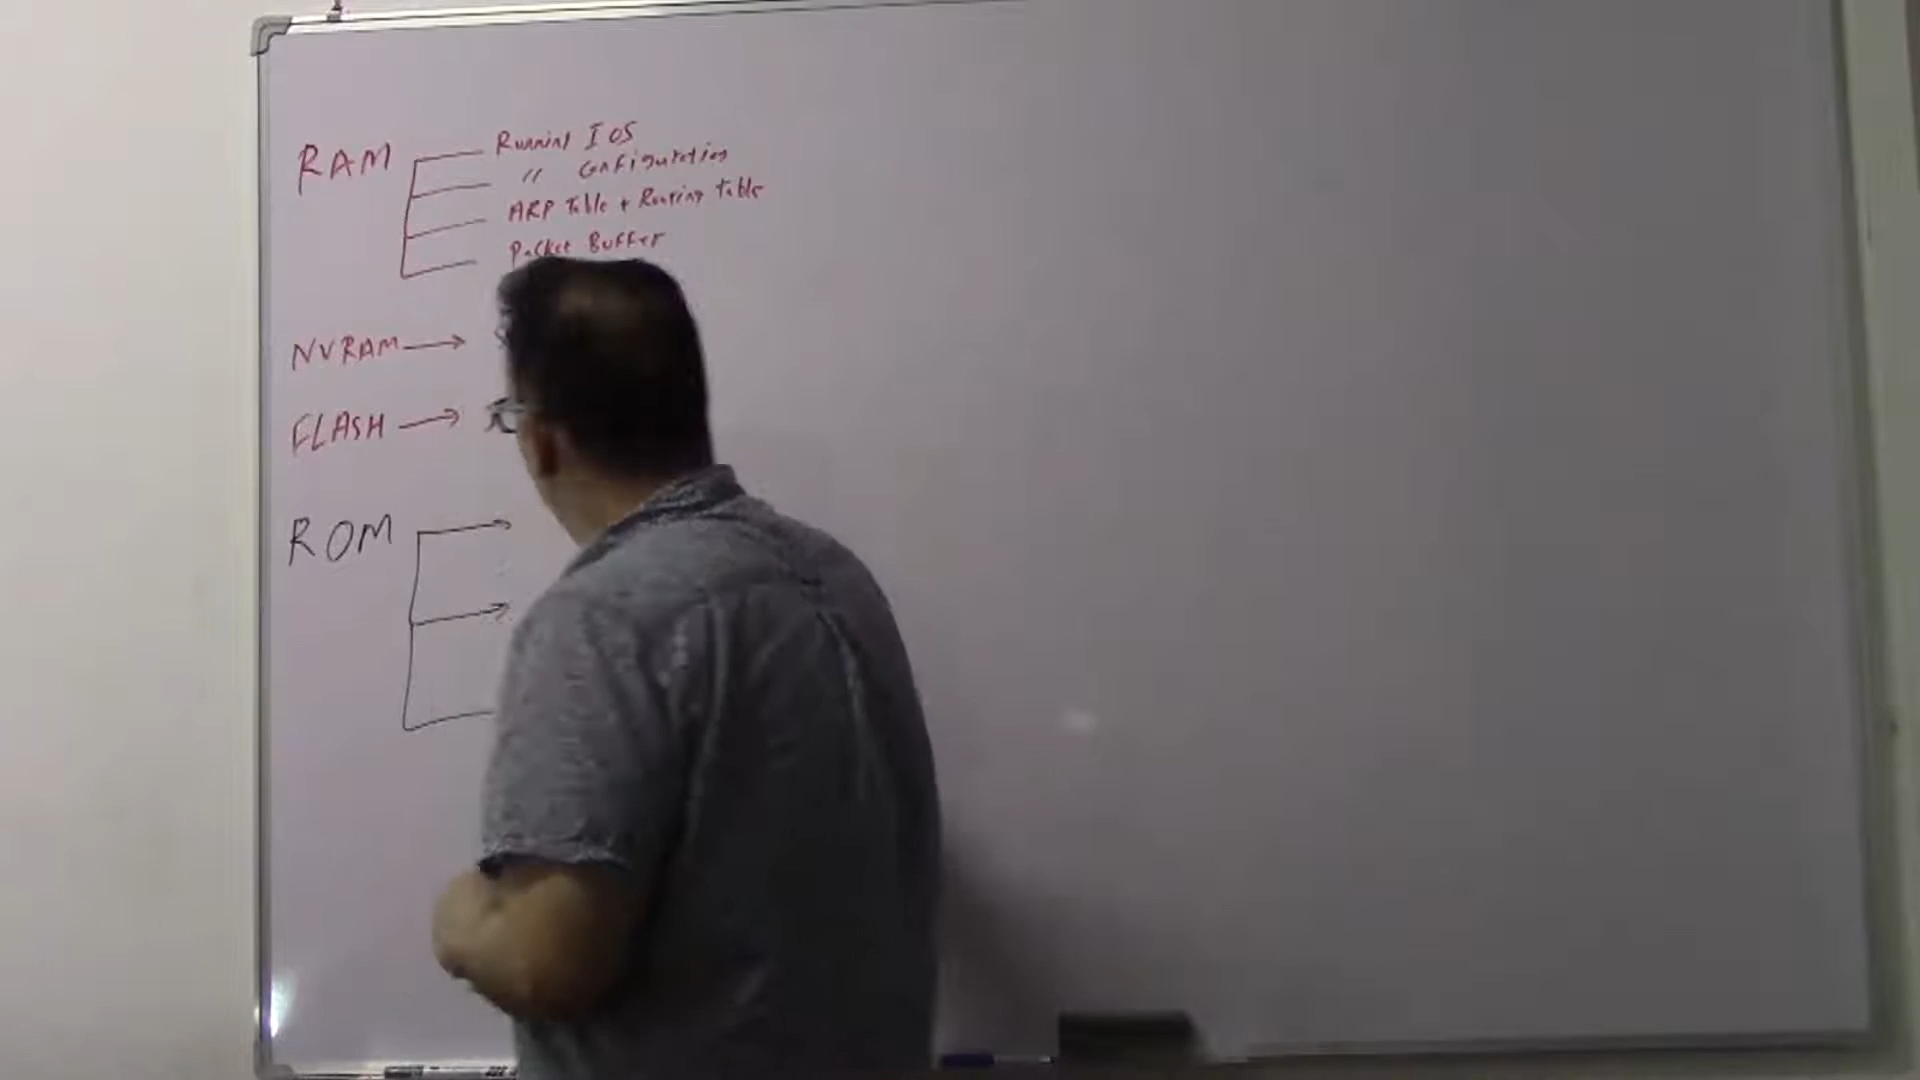 RAM
Running IOS
" Configuration
ARP Table + Routing table
Packet Buffer
NVRAM
FLASH
ROM